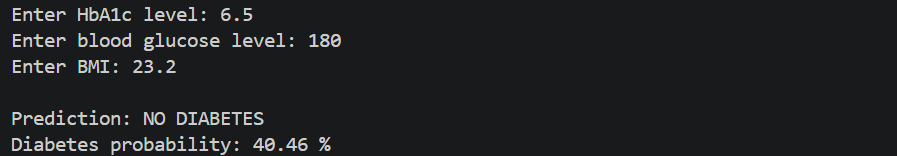 Enter HbA1c level: 6.5
Enter blood glucose level: 180
Enter BMI: 23.2
Prediction: NO DIABETES
Diabetes probability: 40.46 %